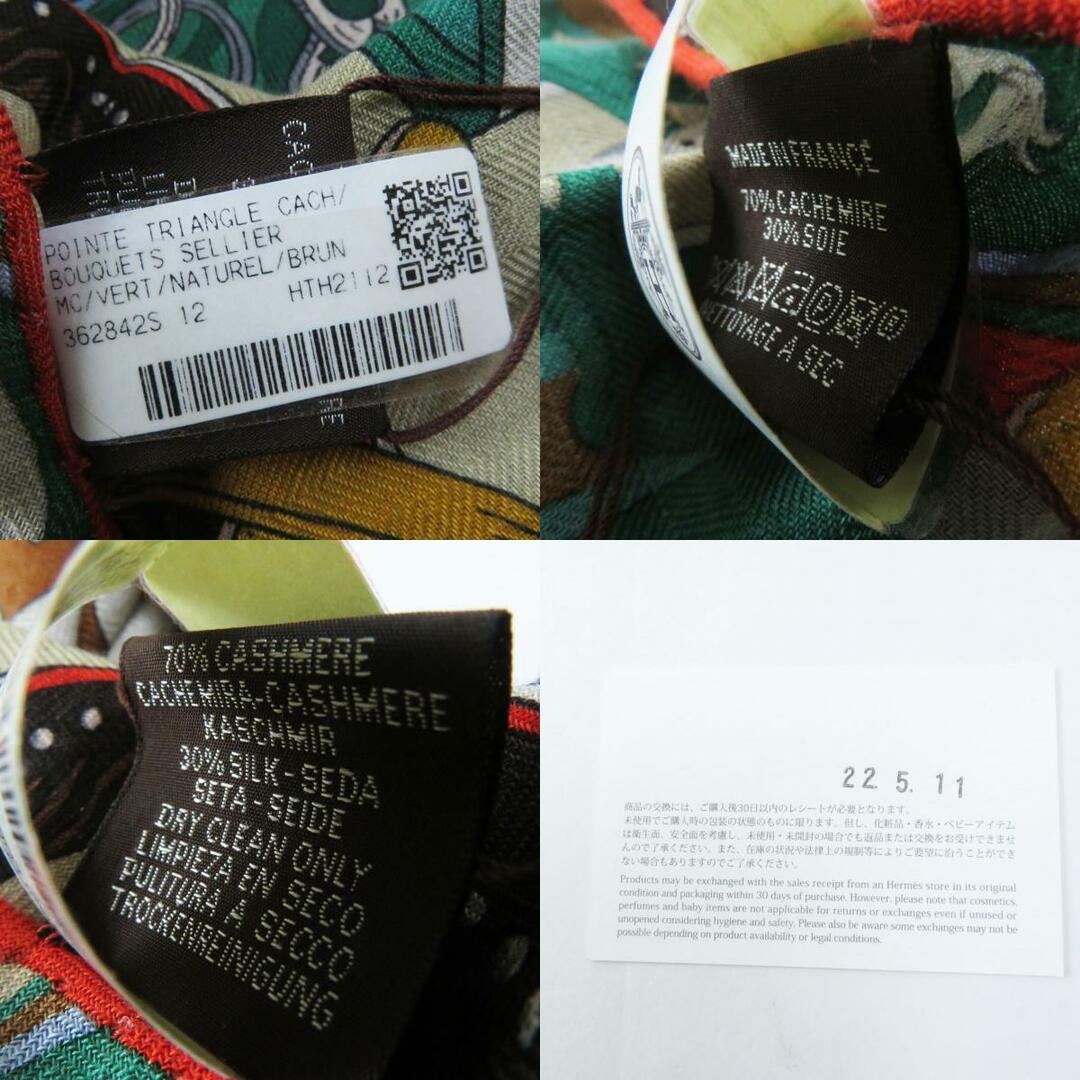 POINTE TRIANGLE CACH/
BOUQUETS SELLIER
MC/VERT/NATUREL/BRUN
HTH2112
362842S 12
MADE IN FRANCE
70% CACHEMIRE
30% SOIE
NETTOYAGE A SEC
70% CASHMERE
CACHEMIRA-CASHMERE
KASCHMIR
30% SILK - SEDA
SETA - SEIDE
DRY CLEAN ONLY
LIMPIEZA EN SECO
PULITURA A SECCO
TROCKENREINIGUNG
22. 5. 11
商品の交換には、ご購入後30日以内のレシートが必要となります。
未使用でご購入時の包装の状態のものに限ります。但し、化粧品・香水・ベビーアイテム
は衛生面、安全面を考慮し、未使用・未開封の場合でも返品または交換をお受けできませ
んのでご了承ください。また、在庫の状況や法律上の規制等によりご要望に沿うことができ
ない場合もありますのでご了承ください。
Products may be exchanged with the sales receipt from an Hermès store in its original
condition and packaging within 30 days of purchase. However, please note that cosmetics,
perfumes and baby items are not applicable for returns or exchanges even if unused or
unopened considering hygiene and safety. Please also be aware some exchanges may not be
possible depending on product availability or legal conditions.